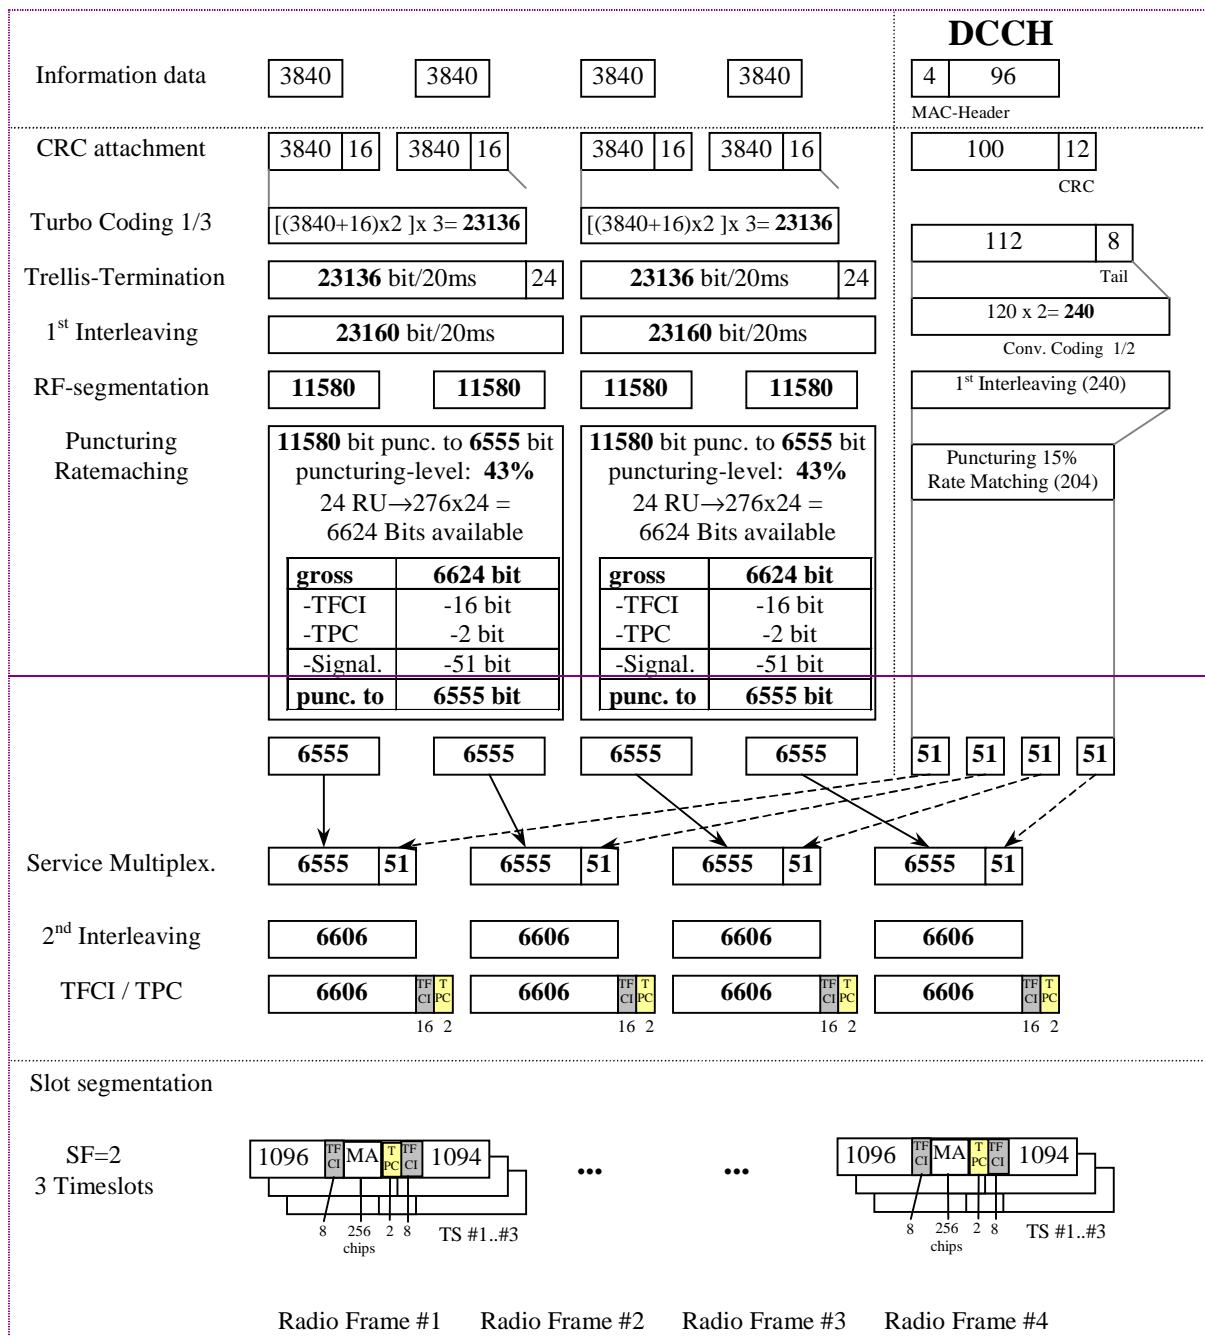 DCCH
Information data 3840 3840 3840 3840 4 96
MAC-Header
CRC attachment 3840 16 3840 16 3840 16 3840 16 100 12
CRC
Turbo Coding 1/3 [(3840+16)x2 ]x 3= 23136 [(3840+16)x2 ]x 3= 23136
112 8
Tail
Trellis-Termination 23136 bit/20ms 24 23136 bit/20ms 24
120 x 2= 240
1st Interleaving 23160 bit/20ms 23160 bit/20ms
Conv. Coding 1/2
RF-segmentation 11580 11580 11580 11580 1st Interleaving (240)
Puncturing
Ratemaching
11580 bit punc. to 6555 bit
puncturing-level: 43%
24 RU→276x24 =
6624 Bits available
gross 6624 bit
-TFCI -16 bit
-TPC -2 bit
-Signal. -51 bit
punc. to 6555 bit
11580 bit punc. to 6555 bit
puncturing-level: 43%
24 RU→276x24 =
6624 Bits available
gross 6624 bit
-TFCI -16 bit
-TPC -2 bit
-Signal. -51 bit
punc. to 6555 bit
Puncturing 15%
Rate Matching (204)
6555 6555 6555 6555 51 51 51 51
Service Multiplex. 6555 51 6555 51 6555 51 6555 51
2nd Interleaving 6606 6606 6606 6606
TFCI / TPC 6606 TF CI T PC 6606 TF CI T PC 6606 TF CI T PC 6606 TF CI T PC
16 2 16 2 16 2 16 2
Slot segmentation
SF=2
3 Timeslots
1096 TF CI MA T PC TF CI 1094 ... ... 1096 TF CI MA T PC TF CI 1094
8 256 2 8 TS #1..#3 8 256 2 8 TS #1..#3
chips chips
Radio Frame #1 Radio Frame #2 Radio Frame #3 Radio Frame #4